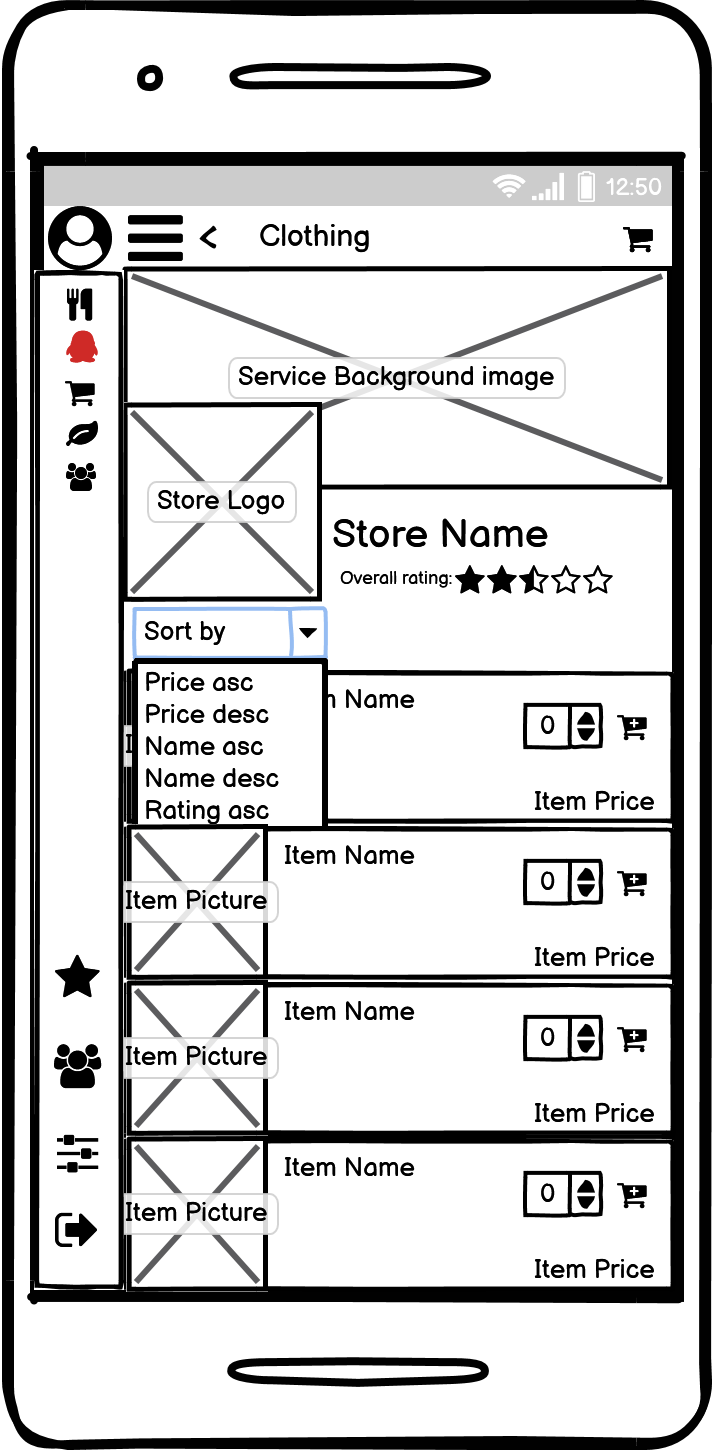 12:50
Clothing
Service Background image
Store Logo
Store Name
Overall rating:
Sort by
Price asc
Price desc
Name asc
Name desc
Rating asc
Name
0
Item Price
Item Picture
Item Name
0
Item Price
Item Picture
Item Name
0
Item Price
Item Picture
Item Name
0
Item Price